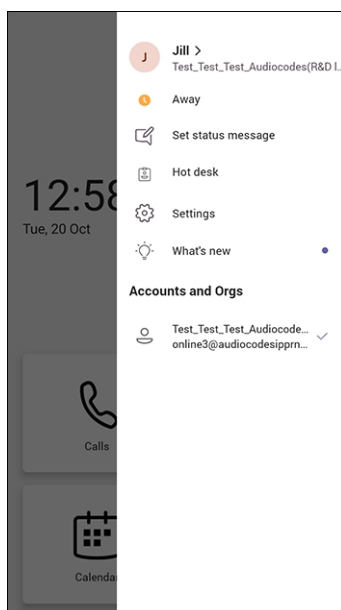 J
Jill >
Test_Test_Test_Audiocodes(R&D l..
Away
Set status message
Hot desk
Settings
What's new
Accounts and Orgs
Test_Test_Test_Audiocode...
online3@audiocodesipprn...
12:58
Tue, 20 Oct
Calls
Calendar